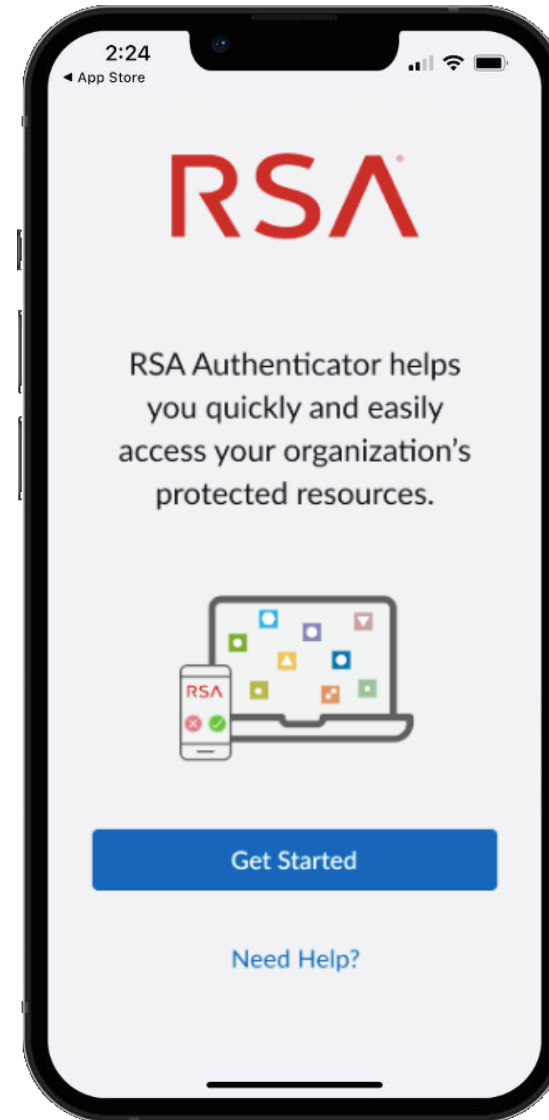 2:24
◀ App Store
RSA®
RSA Authenticator helps
you quickly and easily
access your organization’s
protected resources.
RSA
Get Started
Need Help?